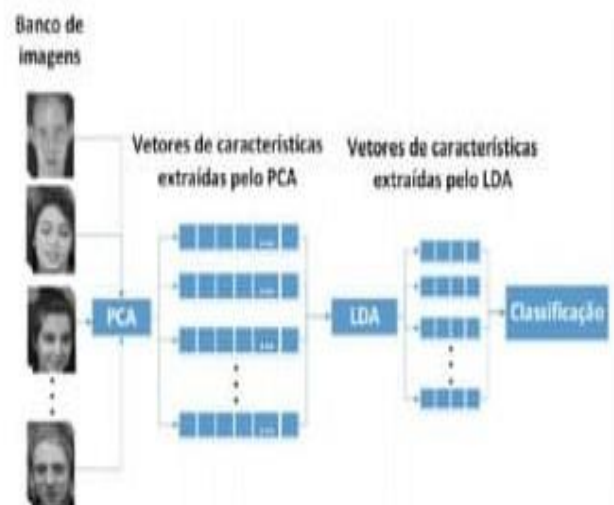 Banco de
imagens
Vetores de características
extraídas pelo PCA
Vetores de características
extraídas pelo LDA
PCA
LDA
Classificação